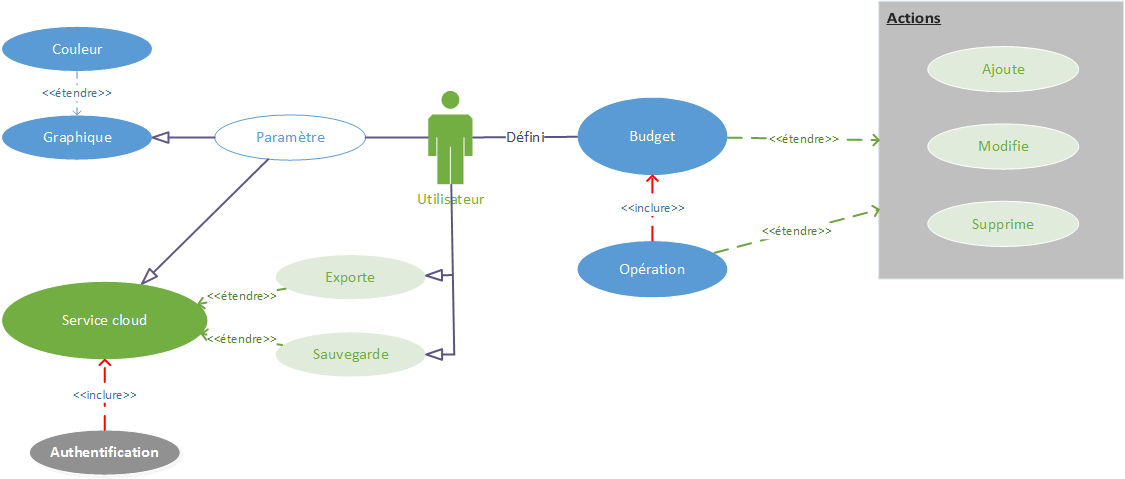 Actions
Couleur
Ajoute
<<étendre>>
Graphique
Paramètre
Défini
Budget
<<étendre>>
Modifie
Utilisateur
<<inclure>>
<<étendre>>
Supprime
Opération
Exporte
<<étendre>>
Service cloud
<<étendre>>
Sauvegarde
<<inclure>>
Authentification